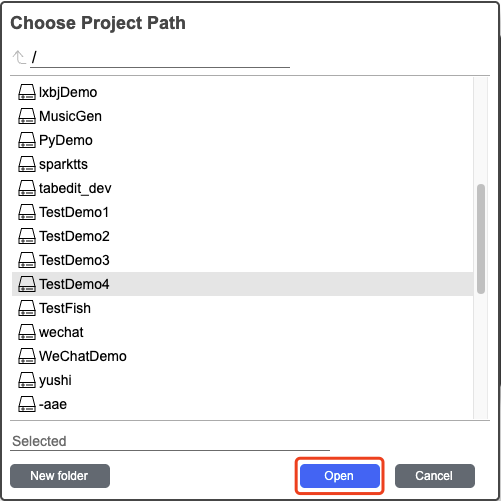 Choose Project Path
/
lxbjDemo
MusicGen
PyDemo
sparktts
tabedit_dev
TestDemo1
TestDemo2
TestDemo3
TestDemo4
TestFish
wechat
WeChatDemo
yushi
-aae
Selected
New folder Open Cancel